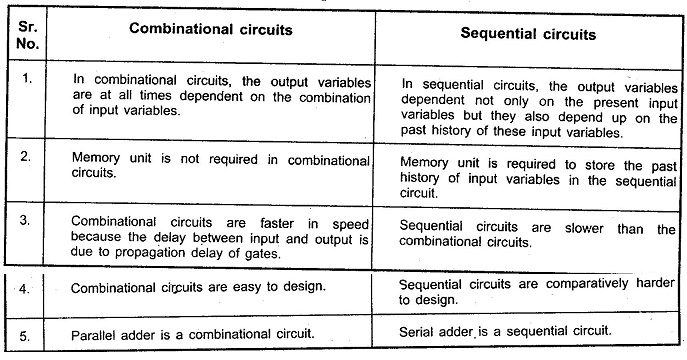 Sr. No.
Combinational circuits
Sequential circuits
1.
In combinational circuits, the output variables
are at all times dependent on the combination
of input variables.
In sequential circuits, the output variables
dependent not only on the present input
variables but they also depend up on the
past history of these input variables.
2.
Memory unit is not required in combinational
circuits.
Memory unit is required to store the past
history of input variables in the sequential
circuit.
3.
Combinational circuits are faster in speed
because the delay between input and output is
due to propagation delay of gates.
Sequential circuits are slower than the
combinational circuits.
4.
Combinational circuits are easy to design.
Sequential circuits are comparatively harder
to design.
5.
Parallel adder is a combinational circuit.
Serial adder is a sequential circuit.